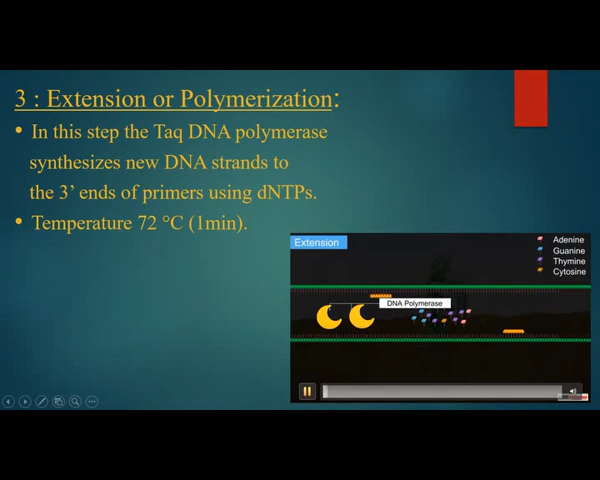 3 : Extension or Polymerization:
• In this step the Taq DNA polymerase
synthesizes new DNA strands to
the 3’ ends of primers using dNTPs.
• Temperature 72 °C (1min).
Extension
Adenine
Guanine
Thymine
Cytosine
DNA Polymerase